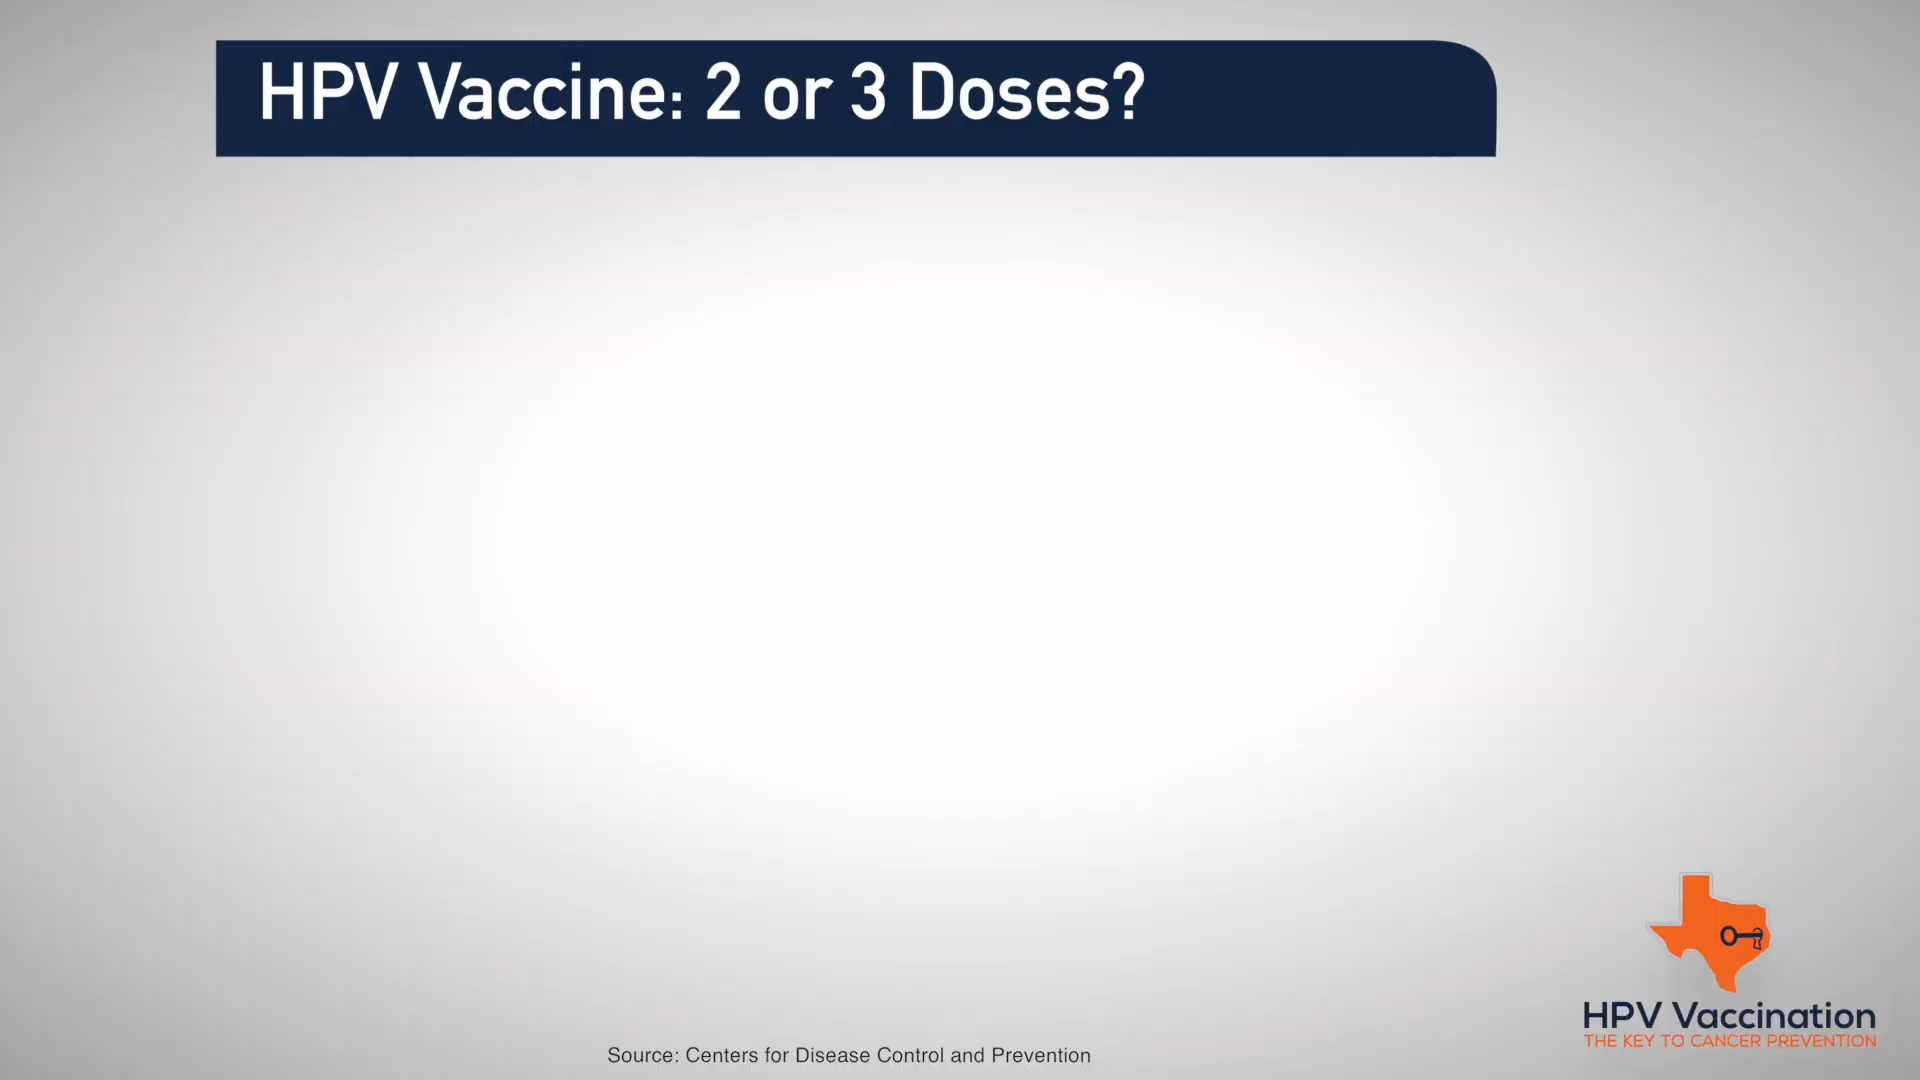 HPV Vaccine: 2 or 3 Doses?
HPV Vaccination
THE KEY TO CANCER PREVENTION
Source: Centers for Disease Control and Prevention